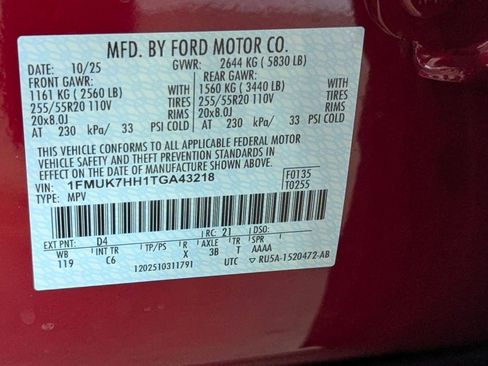 MFD. BY FORD MOTOR CO.
DATE: 10/25 GVWR: 2644 KG ( 5830 LB)
FRONT GAWR: REAR GAWR:
1161 KG ( 2560 LB) 1560 KG ( 3440 LB)
255/55R20 110V TIRES 255/55R20 110V TIRES
20x8.0J RIMS 20x8.0J RIMS
AT 230 kPa/ 33 PSI COLD AT 230 kPa/ 33 PSI COLD
THIS VEHICLE CONFORMS TO ALL APPLICABLE FEDERAL MOTOR
VEHICLE SAFETY AND BUMPER STANDARDS IN EFFECT ON THE DATE OF
MANUFACTURE SHOWN ABOVE.
VIN: 1FMUK7HH1TGA43218 F0135
TYPE: MPV T0255
EXT PNT: D4 RC: 21 DSO:
WB INT TR TP/PS R AXLE TR SPR
119 C6 X 3B T AAAA
1202510311791 UTC RU5A-1520472-AB